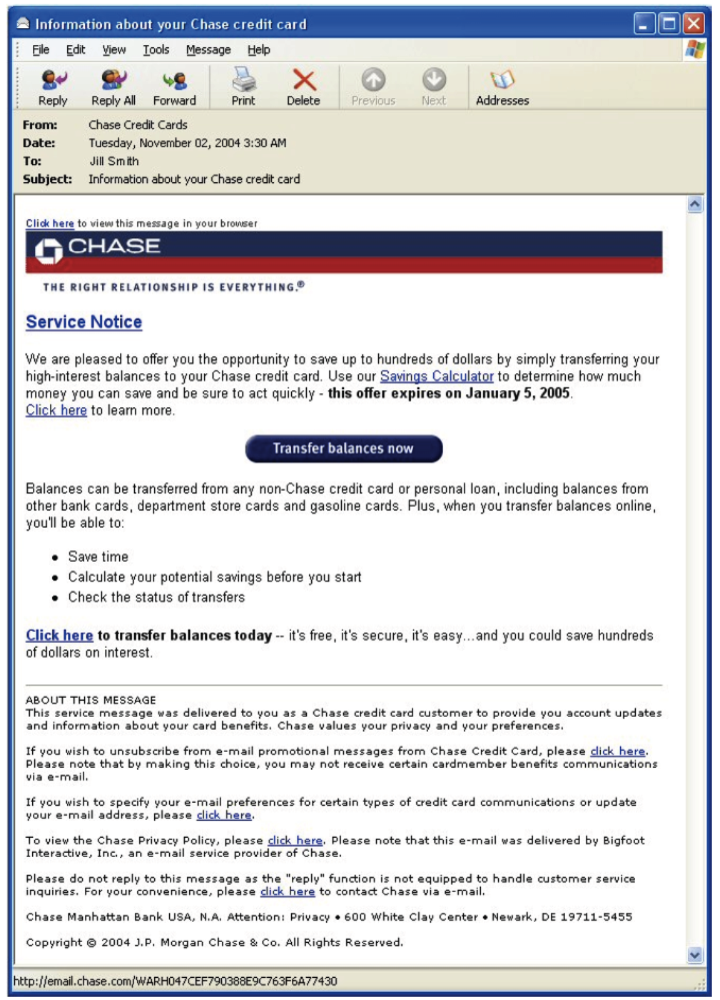 Information about your Chase credit card
File Edit View Tools Message Help
Reply Reply All Forward Print Delete Previous Next Addresses
From: Chase Credit Cards
Date: Tuesday, November 02, 2004 3:30 AM
To: Jill Smith
Subject: Information about your Chase credit card
Click here to view this message in your browser
CHASE
THE RIGHT RELATIONSHIP IS EVERYTHING.®
Service Notice
We are pleased to offer you the opportunity to save up to hundreds of dollars by simply transferring your
high-interest balances to your Chase credit card. Use our Savings Calculator to determine how much
money you can save and be sure to act quickly - this offer expires on January 5, 2005.
Click here to learn more.
Transfer balances now
Balances can be transferred from any non-Chase credit card or personal loan, including balances from
other bank cards, department store cards and gasoline cards. Plus, when you transfer balances online,
you'll be able to:
• Save time
• Calculate your potential savings before you start
• Check the status of transfers
Click here to transfer balances today -- it's free, it's secure, it's easy...and you could save hundreds
of dollars on interest.
ABOUT THIS MESSAGE
This service message was delivered to you as a Chase credit card customer to provide you account updates
and information about your card benefits. Chase values your privacy and your preferences.
If you wish to unsubscribe from e-mail promotional messages from Chase Credit Card, please click here.
Please note that by making this choice, you may not receive certain cardmember benefits communications
via e-mail.
If you wish to specify your e-mail preferences for certain types of credit card communications or update
your e-mail address, please click here.
To view the Chase Privacy Policy, please click here. Please note that this e-mail was delivered by Bigfoot
Interactive, Inc., an e-mail service provider of Chase.
Please do not reply to this message as the "reply" function is not equipped to handle customer service
inquiries. For your convenience, please click here to contact Chase via e-mail.
Chase Manhattan Bank USA, N.A. Attention: Privacy • 600 White Clay Center • Newark, DE 19711-5455
Copyright © 2004 J.P. Morgan Chase & Co. All Rights Reserved.
http://email.chase.com/WARH047CEF790388E9C763F6A77430